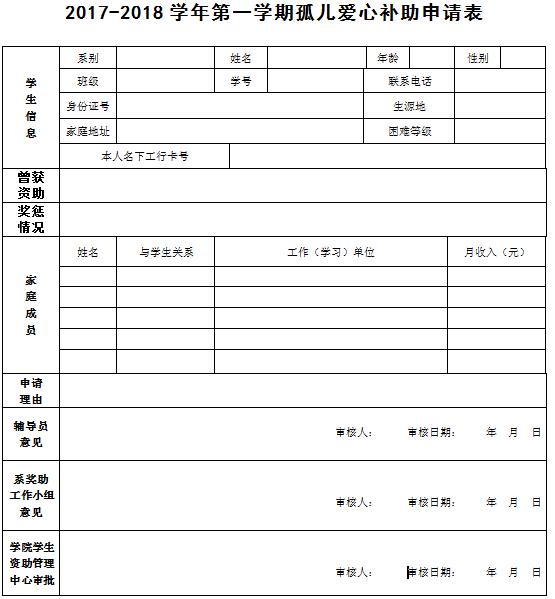 2017-2018 学年第一学期孤儿爱心补助申请表
学生信息
系别 姓名 年龄 性别
班级 学号 联系电话
身份证号 生源地
家庭地址 困难等级
本人名下工行卡号
曾获
资助
奖惩
情况
家庭成员
姓名 与学生关系 工作（学习）单位 月收入（元）
申请
理由
辅导员
意见
审核人： 审核日期： 年 月 日
系奖助
工作小组
意见
审核人： 审核日期： 年 月 日
学院学生
资助管理
中心审批
审核人： 审核日期： 年 月 日